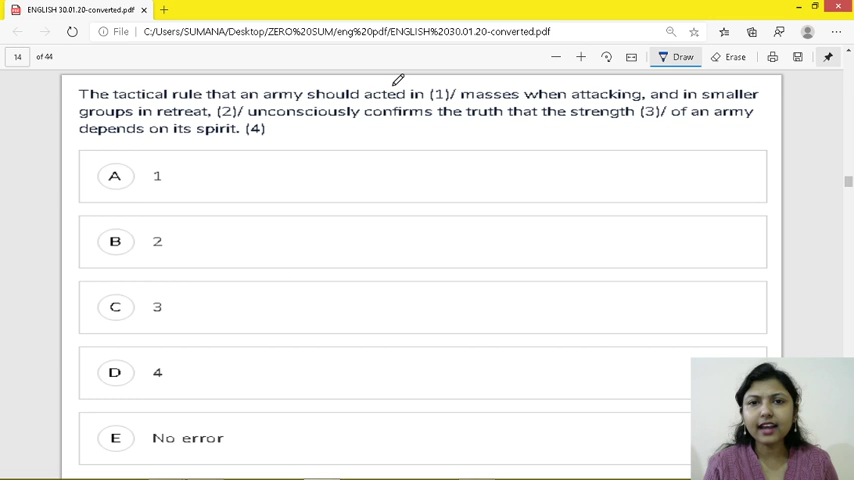 ENGLISH 30.01.20-converted.pdf
File | C:/Users/SUMANA/Desktop/ZERO%20SUM/eng%20pdf/ENGLISH%2030.01.20-converted.pdf
14 of 44 Draw Erase
The tactical rule that an army should acted in (1)/ masses when attacking, and in smaller
groups in retreat, (2)/ unconsciously confirms the truth that the strength (3)/ of an army
depends on its spirit. (4)
A 1
B 2
C 3
D 4
E No error